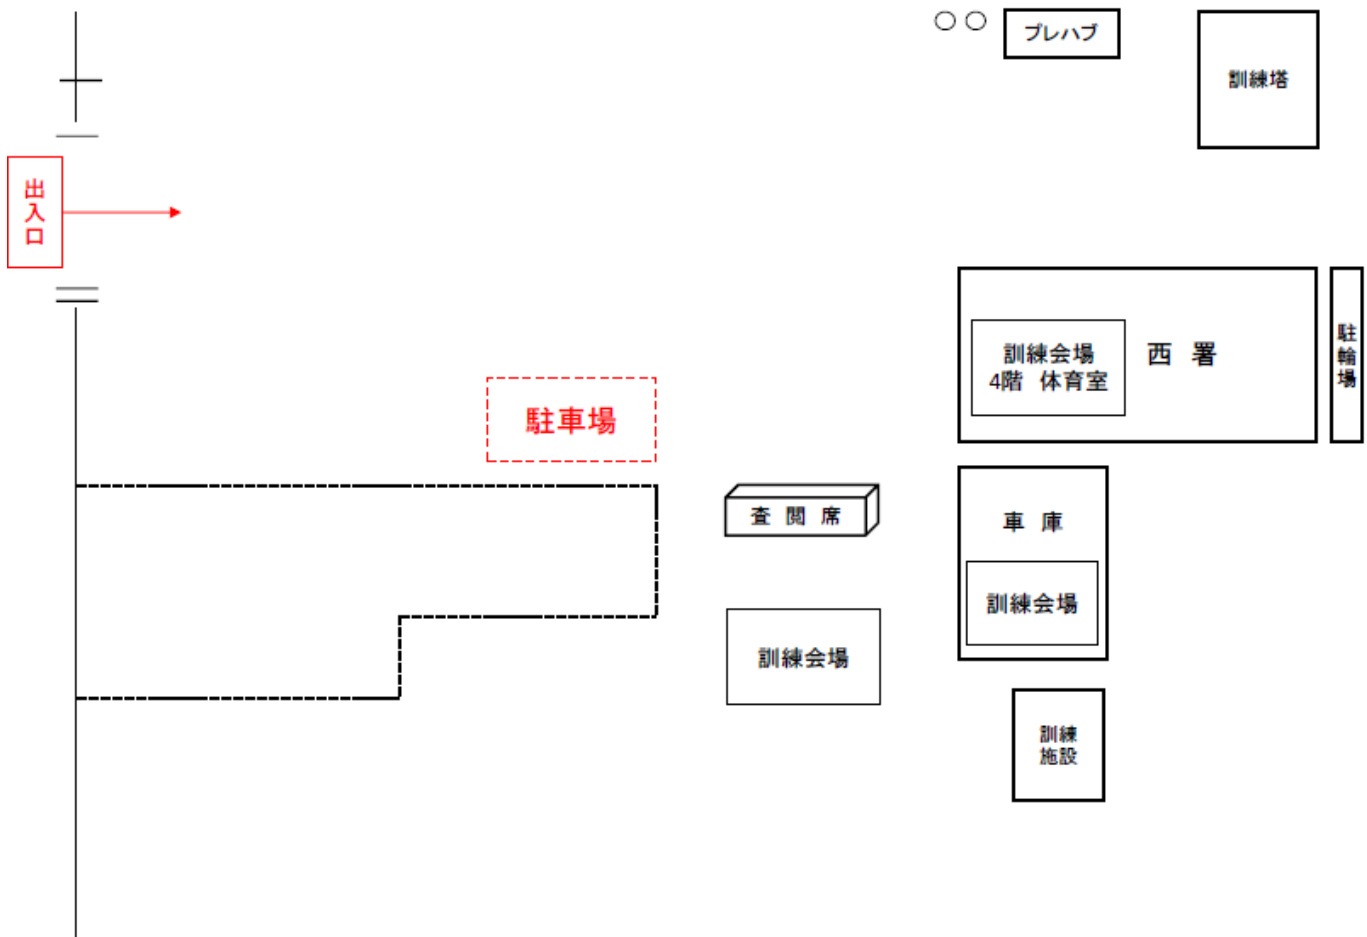 プレハブ
訓練塔
出入口
訓練会場
4階 体育室
西 署
駐輪場
駐車場
査 閲 席
車 庫
訓練会場
訓練会場
訓練
施設